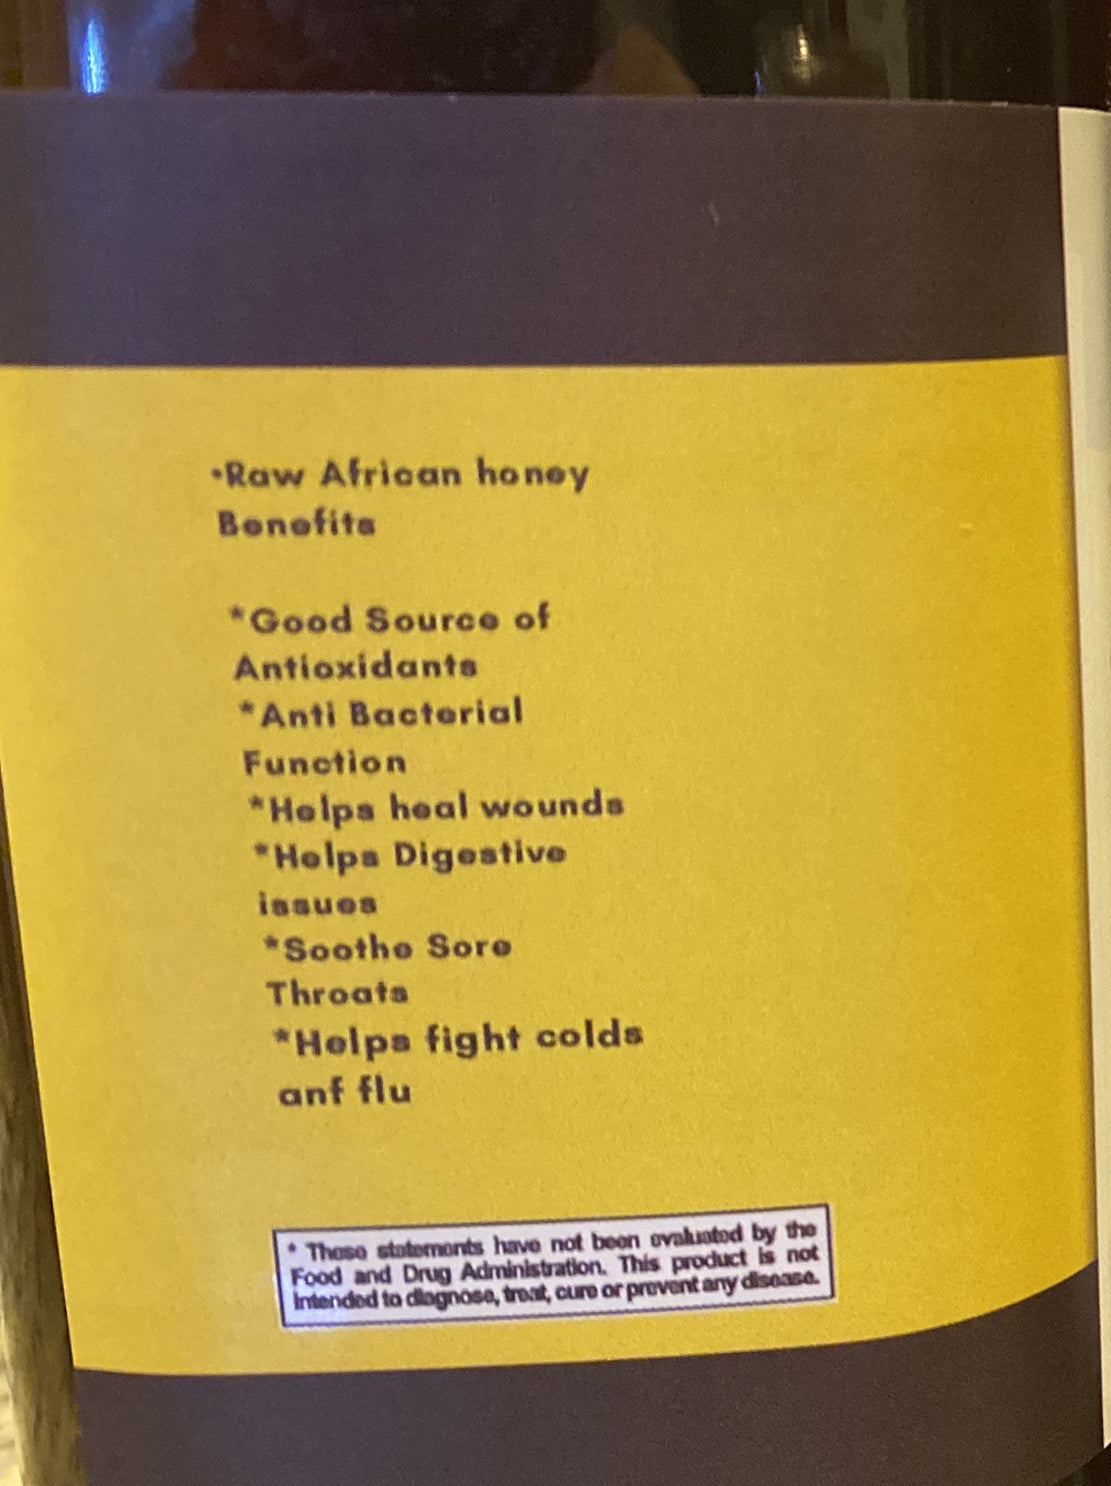 •Raw African honey
Benefits
*Good Source of
Antioxidants
*Anti Bacterial
Function
*Helps heal wounds
*Helps Digestive
issues
*Soothe Sore
Throats
*Helps fight colds
anf flu
* These statements have not been evaluated by the
Food and Drug Administration. This product is not
intended to diagnose, treat, cure or prevent any disease.